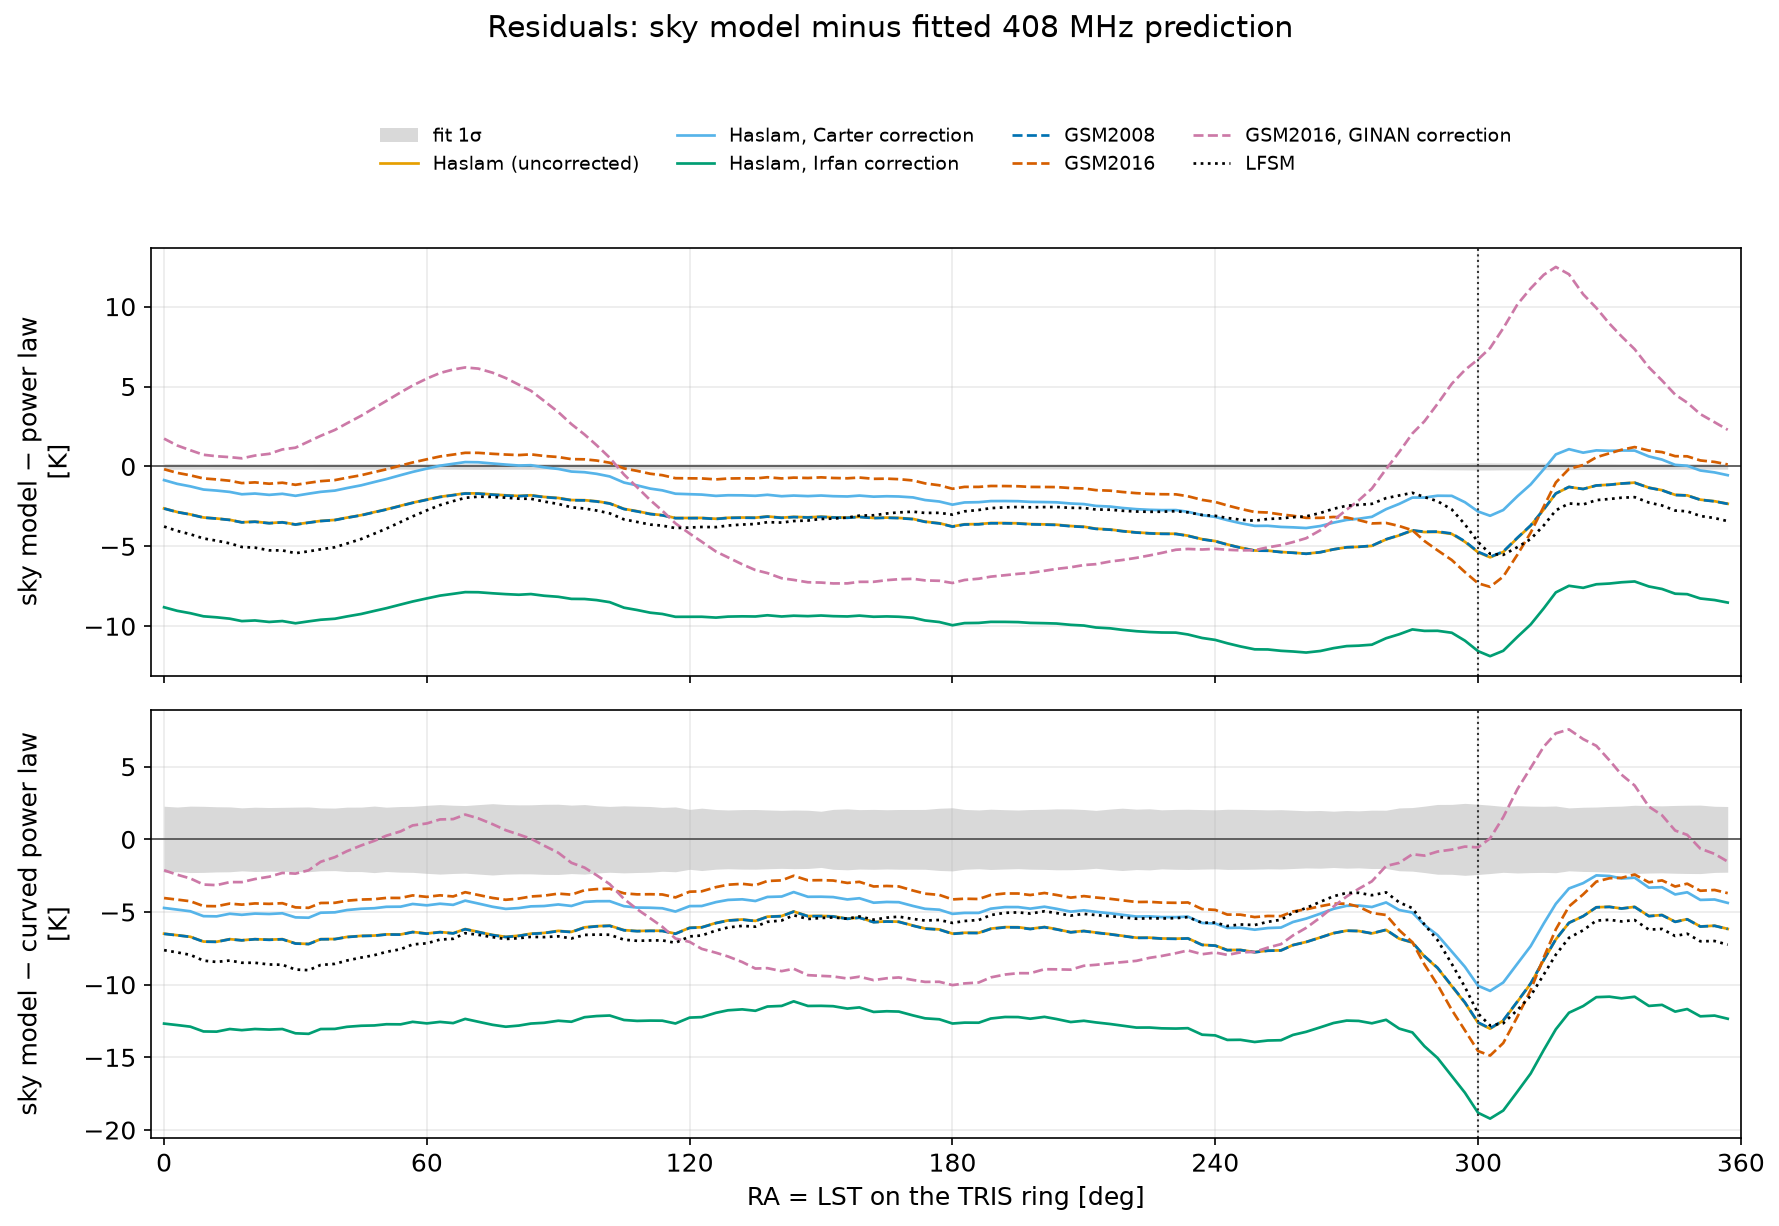 Residuals: sky model minus fitted 408 MHz prediction
fit 1σ
Haslam (uncorrected)
Haslam, Carter correction
Haslam, Irfan correction
GSM2008
GSM2016
GSM2016, GINAN correction
LFSM
sky model − power law
[K]
10
5
0
−5
−10
sky model − curved power law
[K]
5
0
−5
−10
−15
−20
0 60 120 180 240 300 360
RA = LST on the TRIS ring [deg]